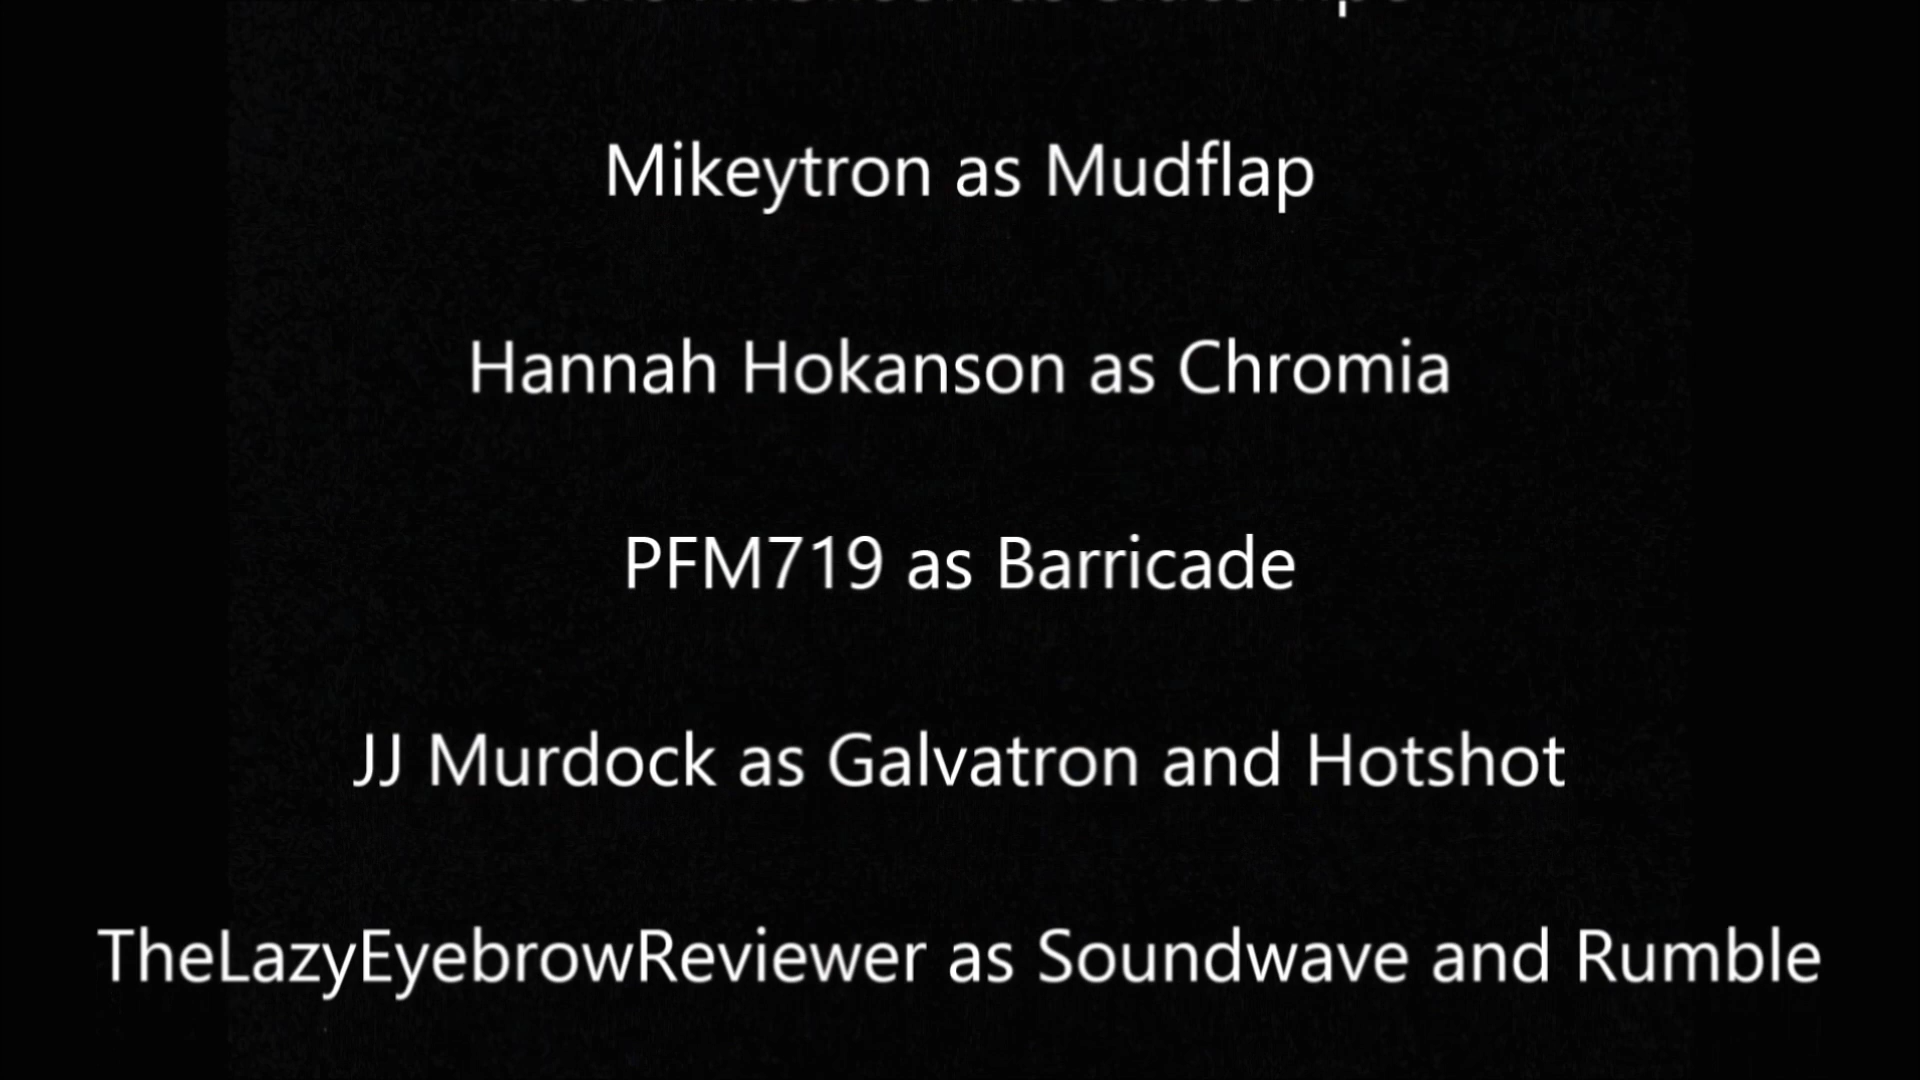 Mikeytron as Mudflap
Hannah Hokanson as Chromia
PFM719 as Barricade
JJ Murdock as Galvatron and Hotshot
TheLazyEyebrowReviewer as Soundwave and Rumble